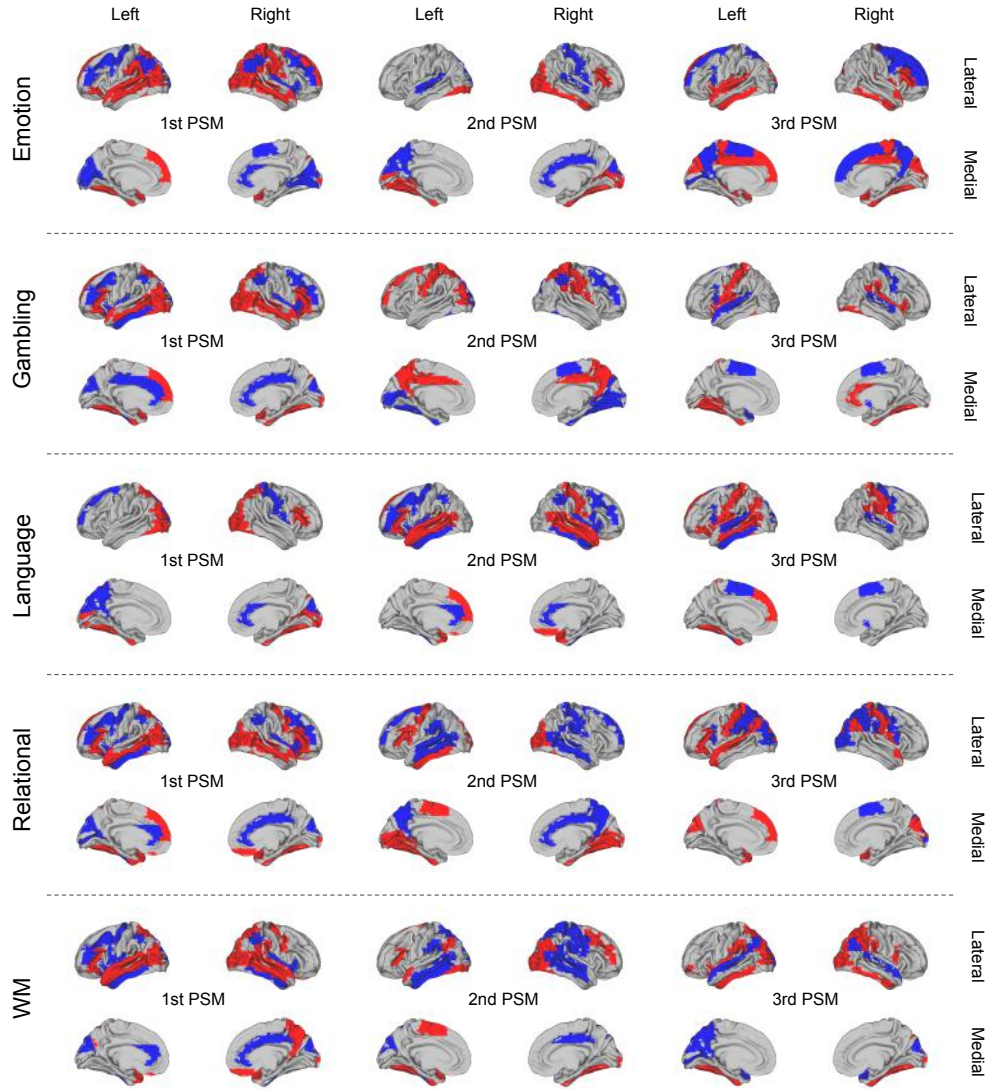 Left Right Left Right Left Right
Emotion
Lateral
1st PSM 2nd PSM 3rd PSM
Medial
Gambling
Lateral
1st PSM 2nd PSM 3rd PSM
Medial
Language
Lateral
1st PSM 2nd PSM 3rd PSM
Medial
Relational
Lateral
1st PSM 2nd PSM 3rd PSM
Medial
WM
Lateral
1st PSM 2nd PSM 3rd PSM
Medial